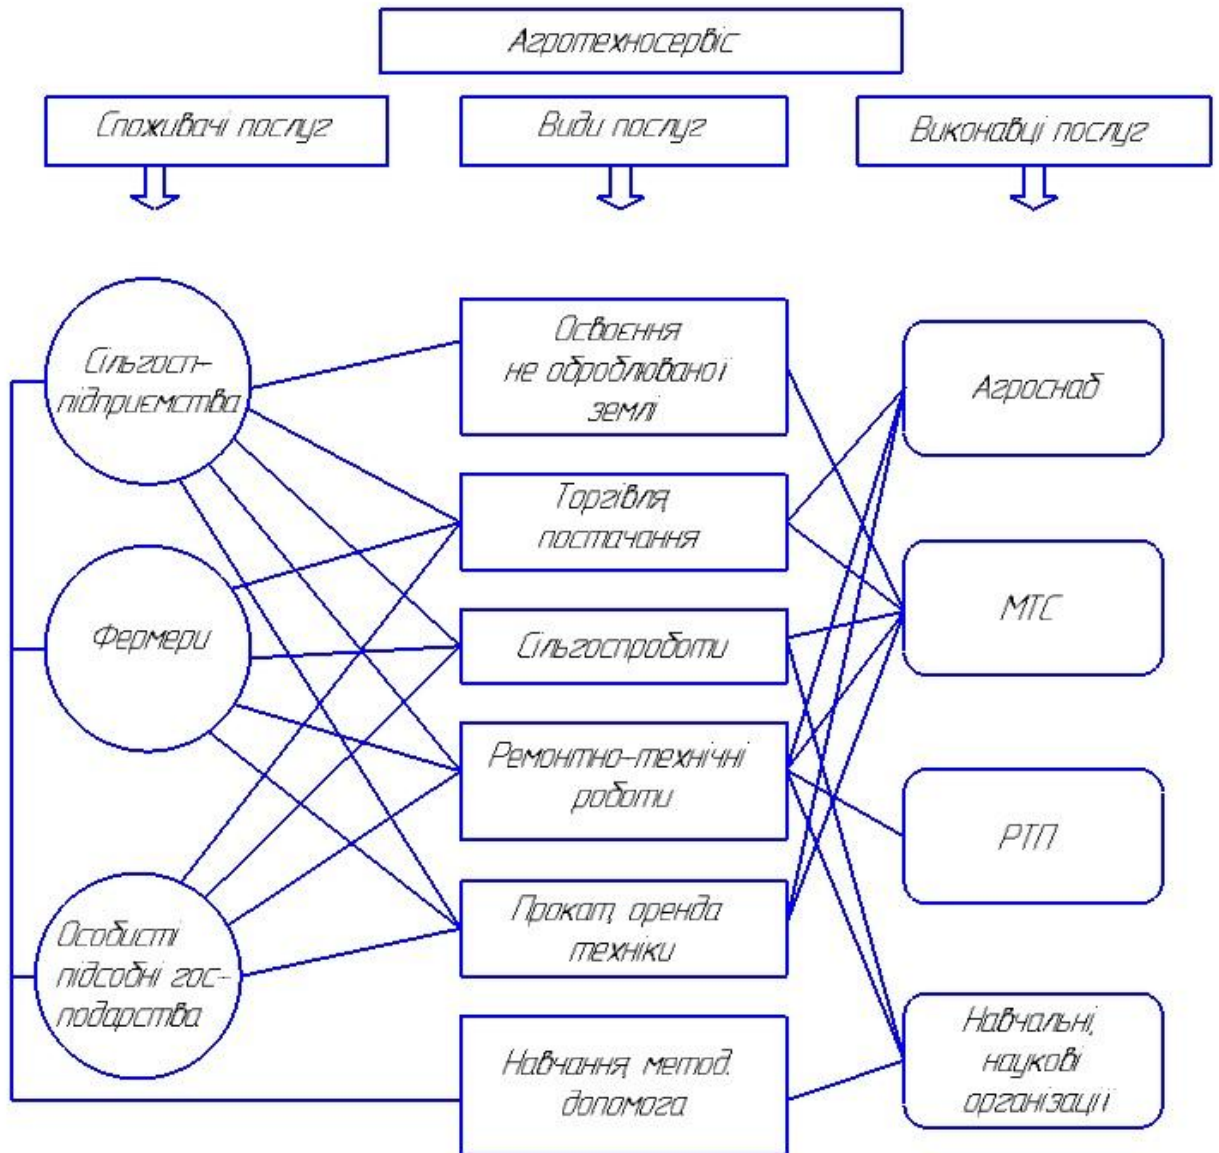 Агротехносервіс
Споживачі послуг
Види послуг
Виконавці послуг
Сільгосп-
підприємства
Фермери
Особисті
підсобні гос-
подарства
Освоєння
не оброблюваної
землі
Торгівля,
постачання
Сільгоспроботи
Ремонтно-технічні
роботи
Прокат, оренда
техніки
Навчання, метод.
допомога
Агроснаб
МТС
РТП
Навчальні,
наукові
організації